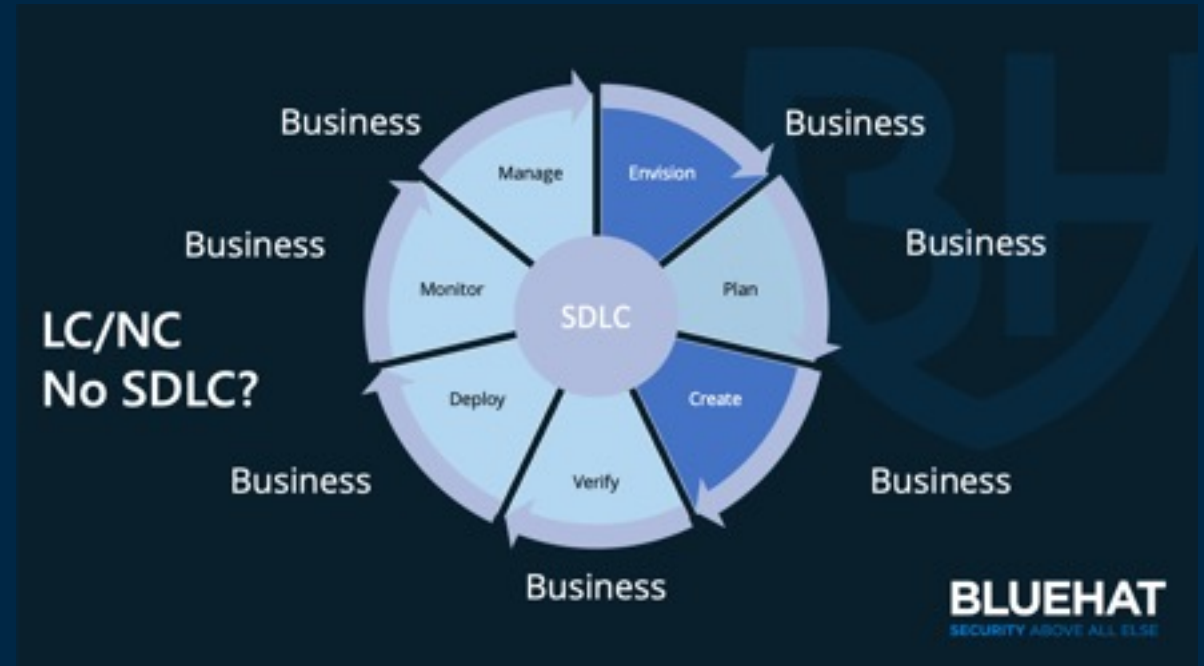 Business
Business
Manage
Envision
Business
Business
Monitor
Plan
SDLC
LC/NC
No SDLC?
Deploy
Create
Business
Business
Verify
Business
BLUEHAT
SECURITY ABOVE ALL ELSE